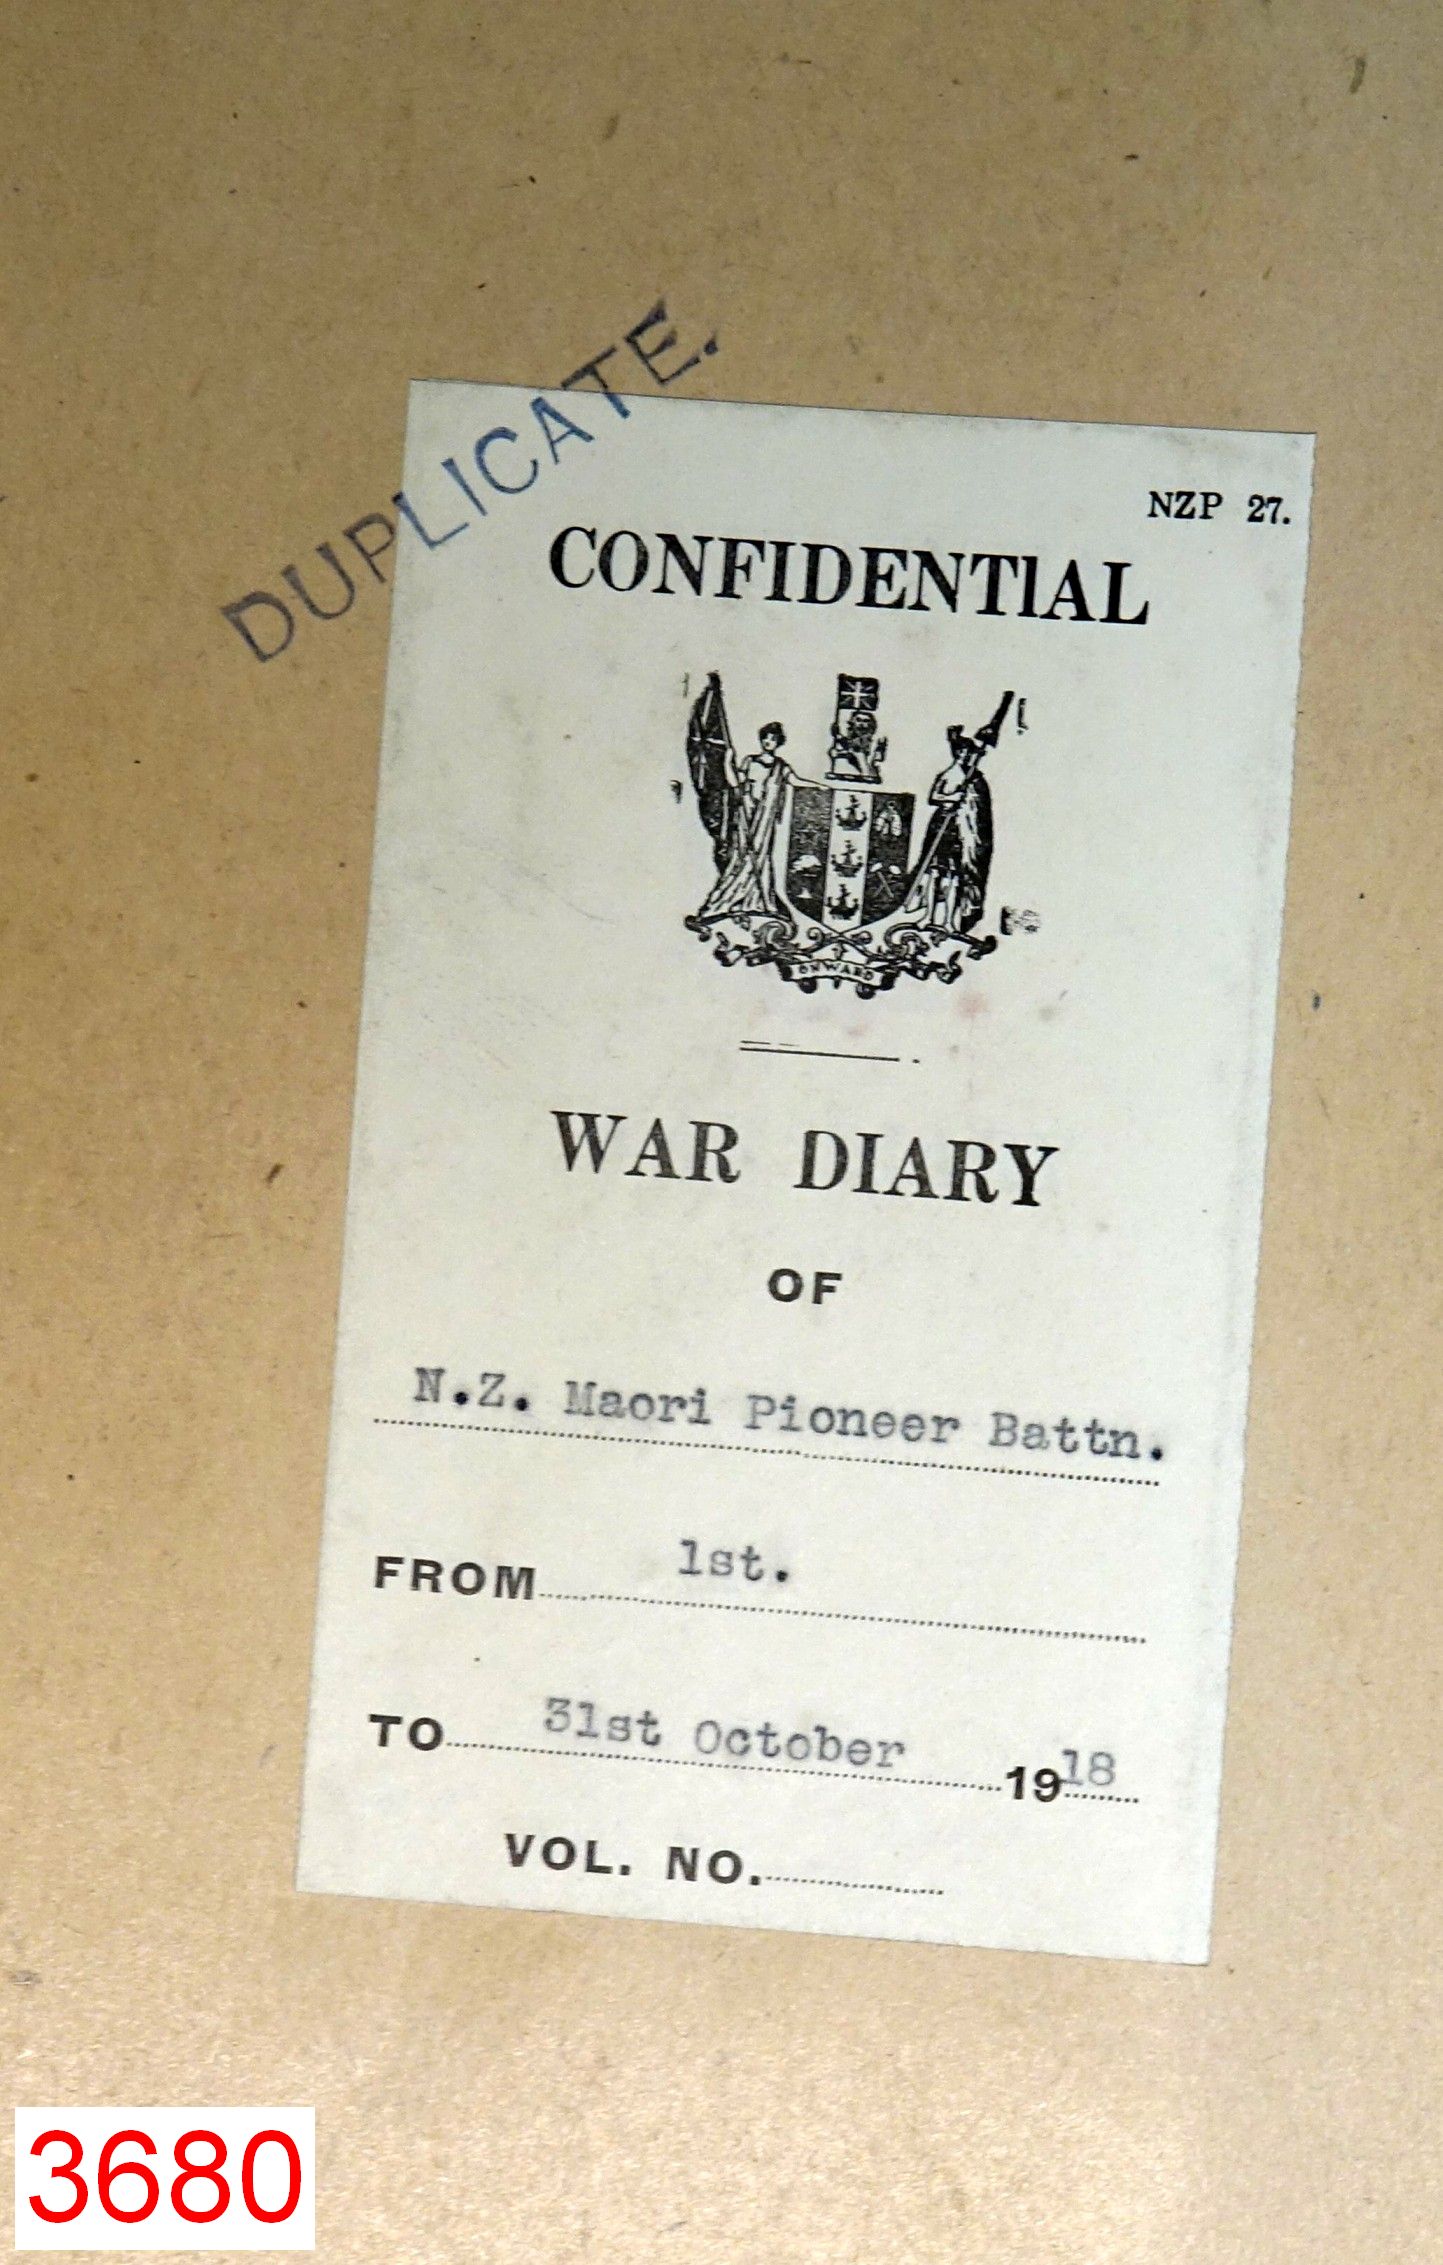 DUPLICATE.
NZP 27.
CONFIDENTIAL
ONWARD
WAR DIARY
OF
N.Z. Maori Pioneer Battn.
FROM 1st.
TO 31st October 1918
VOL. NO.
3680